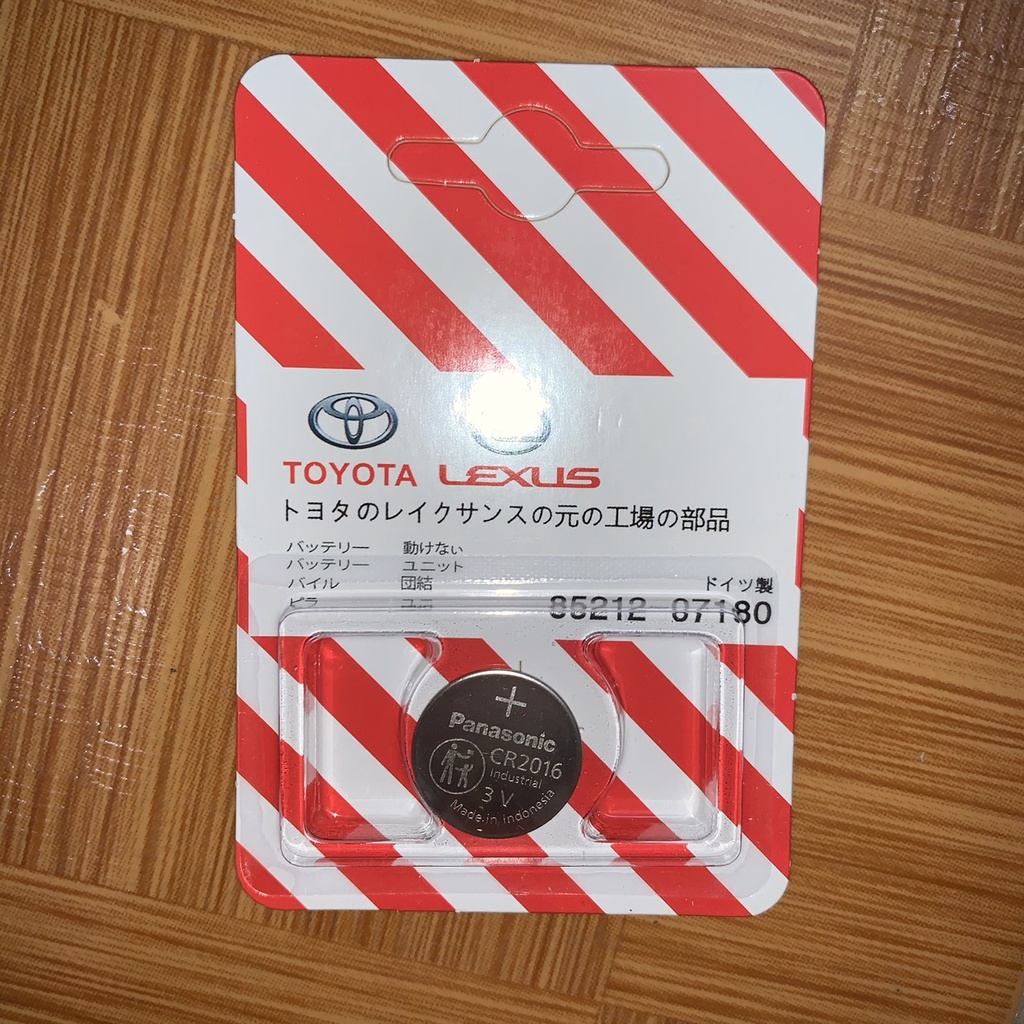 TOYOTA LEXUS
トヨタのレイクサンスの元の工場の部品
バッテリー 動けない
バッテリー ユニット
バイル 団結
ドイツ製
85212 07180
+
Panasonic
CR2016
Industrial
3V
Made in Indonesia